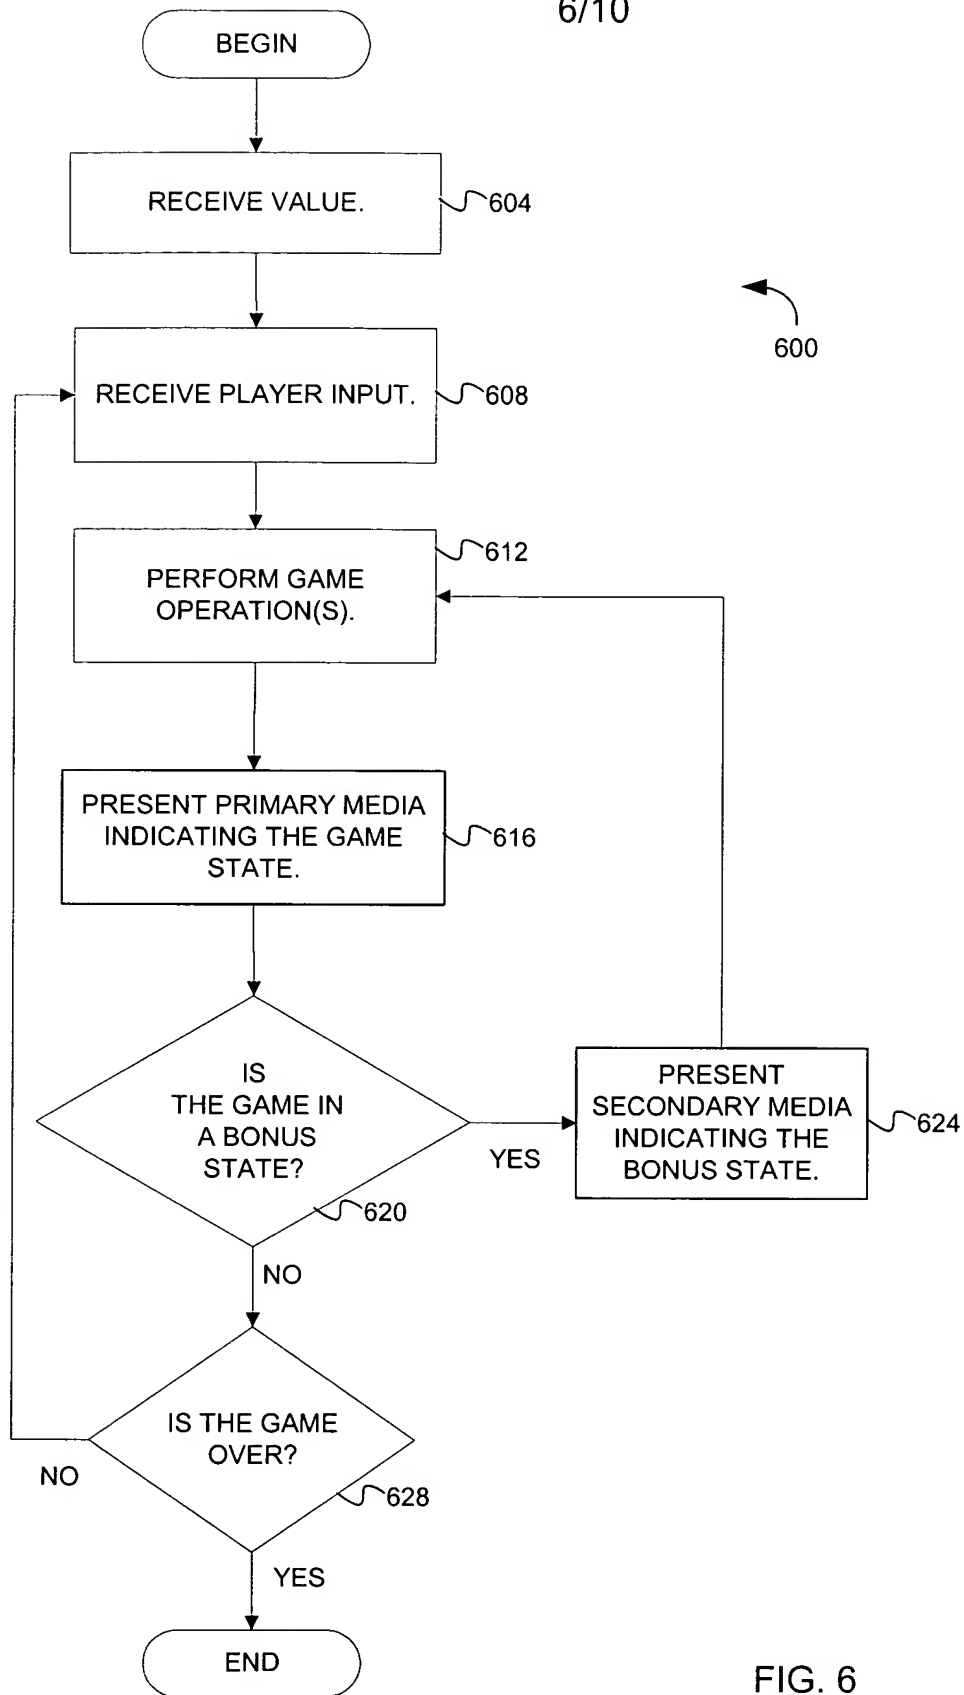 6/10
BEGIN
RECEIVE VALUE.
604
600
RECEIVE PLAYER INPUT.
608
612
PERFORM GAME
OPERATION(S).
PRESENT PRIMARY MEDIA
INDICATING THE GAME
STATE.
616
IS
THE GAME IN
A BONUS
STATE?
620
YES
PRESENT
SECONDARY MEDIA
INDICATING THE
BONUS STATE.
624
NO
IS THE GAME
OVER?
628
NO
YES
END
FIG. 6